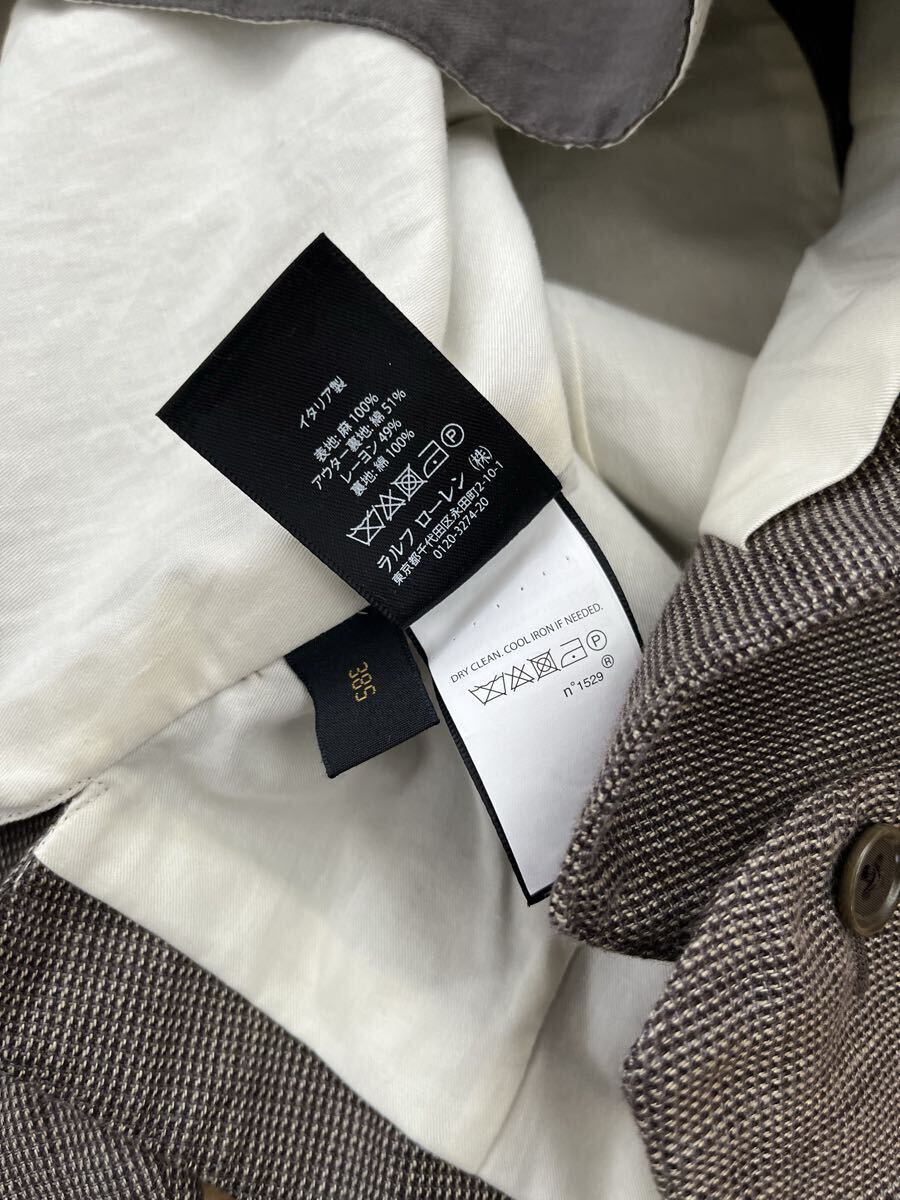 イタリア製
表地: 麻 100%
アウター裏地: 綿 51%
レーヨン 49%
裏地: 綿 100%
P
ラルフ ローレン (株)
東京都千代田区永田町2-10-1
0120-3274-20
DRY CLEAN. COOL IRON IF NEEDED.
P
n° 1529 ®
385